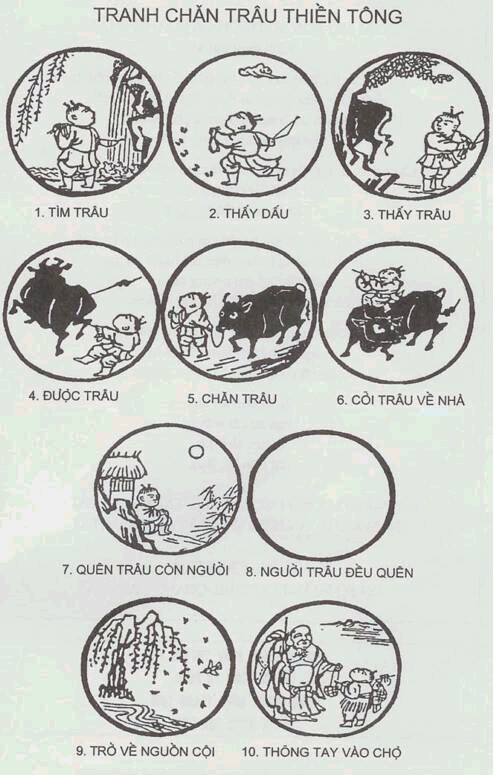 TRANH CHĂN TRÂU THIỀN TÔNG
1. TÌM TRÂU
2. THẤY DẤU
3. THẤY TRÂU
4. ĐƯỢC TRÂU
5. CHĂN TRÂU
6. CỠI TRÂU VỀ NHÀ
7. QUÊN TRÂU CÒN NGƯỜI
8. NGƯỜI TRÂU ĐỀU QUÊN
9. TRỞ VỀ NGUỒN CỘI
10. THÕNG TAY VÀO CHỢ